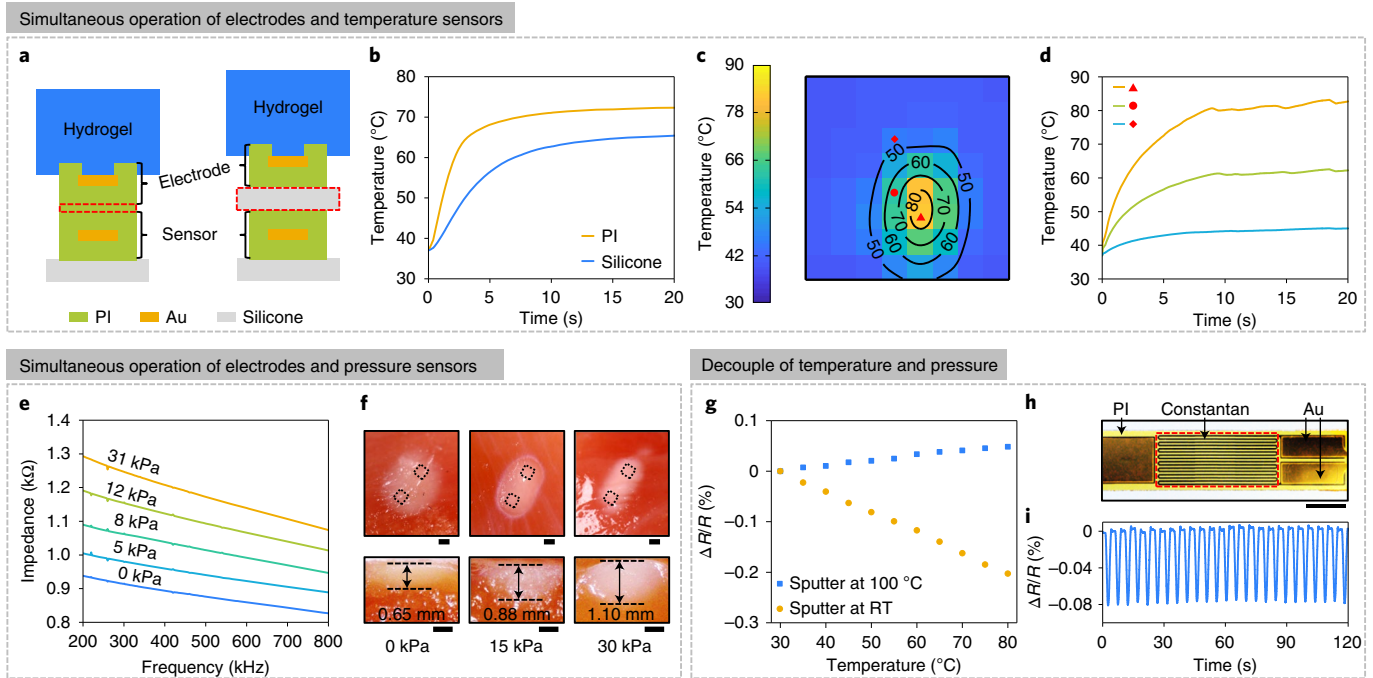 Simultaneous operation of electrodes and temperature sensors
a
Hydrogel
Hydrogel
Electrode
Sensor
PI
Au
Silicone
b
Temperature (°C)
80
70
60
50
40
30
PI
Silicone
0
5
10
15
20
Time (s)
c
Temperature (°C)
90
78
66
54
42
30
50
60
50
80
70
70
60
60
50
50
d
Temperature (°C)
90
80
70
60
50
40
30
0
5
10
15
20
Time (s)
Simultaneous operation of electrodes and pressure sensors
e
Impedance (kΩ)
1.4
1.3
1.2
1.1
1.0
0.9
0.8
31 kPa
12 kPa
8 kPa
5 kPa
0 kPa
200
300
400
500
600
700
800
Frequency (kHz)
f
0.65 mm
0.88 mm
1.10 mm
0 kPa
15 kPa
30 kPa
Decouple of temperature and pressure
g
ΔR/R (%)
0.1
0
−0.1
−0.2
−0.3
Sputter at 100 °C
Sputter at RT
30
40
50
60
70
80
Temperature (°C)
h
PI
Constantan
Au
i
ΔR/R (%)
0
−0.04
−0.08
0
30
60
90
120
Time (s)